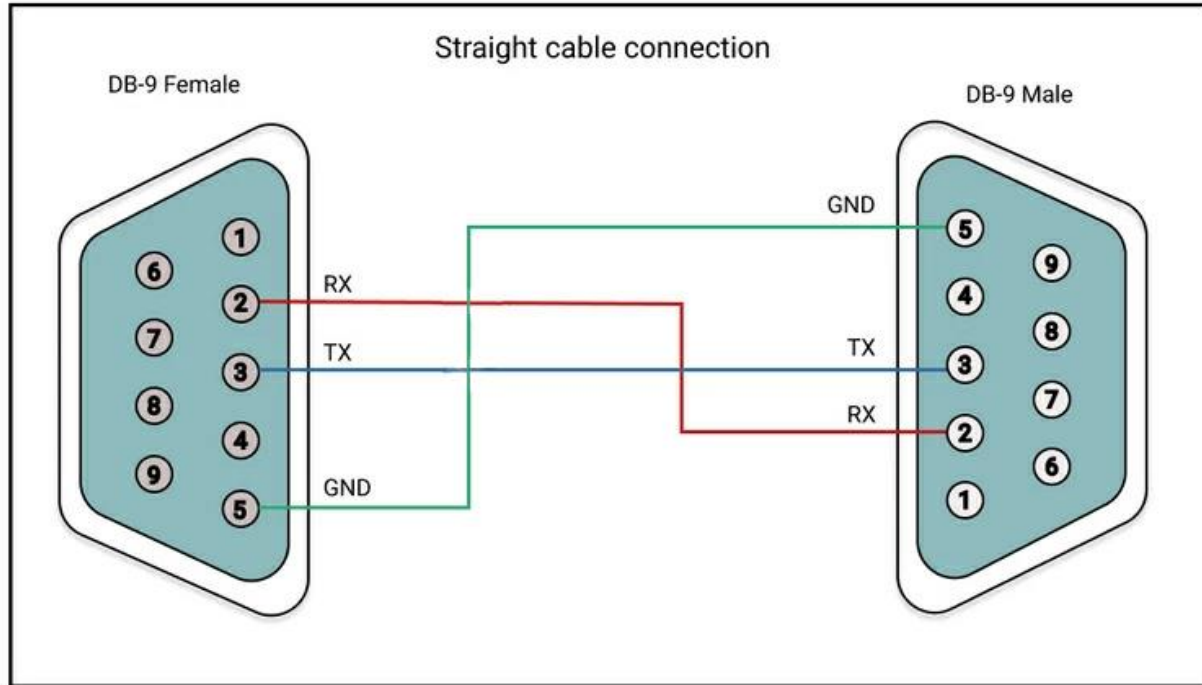 Straight cable connection
DB-9 Female
DB-9 Male
1
6
2
7
3
8
4
9
5
RX
TX
GND
GND
TX
RX
5
9
4
8
3
7
2
6
1